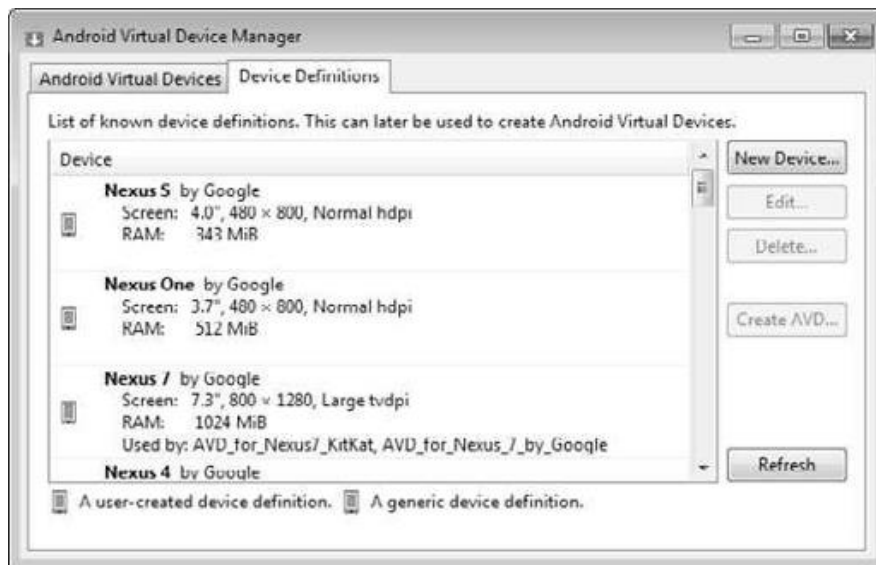 Android Virtual Device Manager
Android Virtual Devices
Device Definitions
List of known device definitions. This can later be used to create Android Virtual Devices.
Device
Nexus S by Google
Screen: 4.0", 480 × 800, Normal hdpi
RAM: 343 MiB
Nexus One by Google
Screen: 3.7", 480 × 800, Normal hdpi
RAM: 512 MiB
Nexus 7 by Google
Screen: 7.3", 800 × 1280, Large tvdpi
RAM: 1024 MiB
Used by: AVD_for_Nexus7_KitKat, AVD_for_Nexus_7_by_Google
Nexus 4 by Google
New Device...
Edit...
Delete...
Create AVD...
Refresh
A user-created device definition.
A generic device definition.